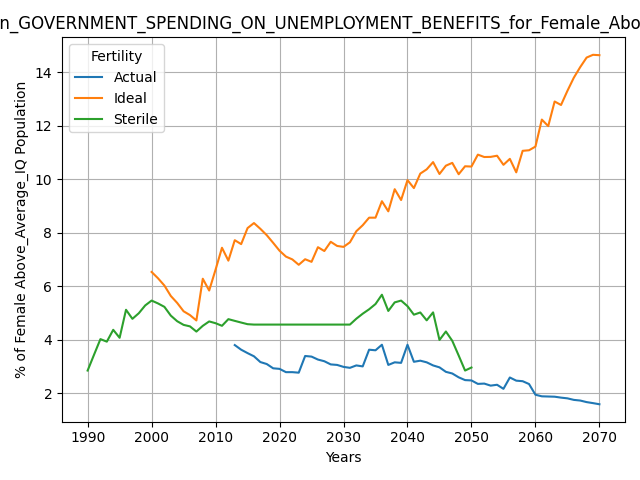 n_GOVERNMENT_SPENDING_ON_UNEMPLOYMENT_BENEFITS_for_Female_Abo
% of Female Above_Average_IQ Population
Fertility
Actual
Ideal
Sterile
14
12
10
8
6
4
2
1990 2000 2010 2020 2030 2040 2050 2060 2070
Years